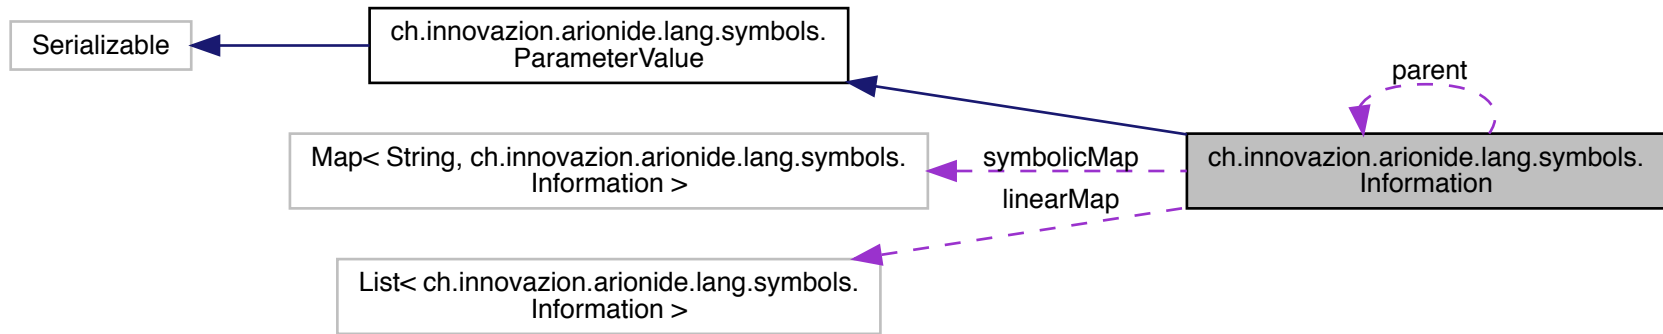 Serializable
ch.innovazion.arionide.lang.symbols.
ParameterValue
parent
Map< String, ch.innovazion.arionide.lang.symbols.
Information >
symbolicMap
linearMap
ch.innovazion.arionide.lang.symbols.
Information
List< ch.innovazion.arionide.lang.symbols.
Information >